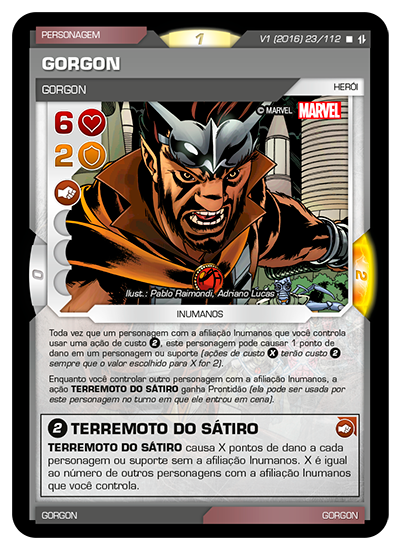 PERSONAGEM
1
V1 (2016) 23/112
GORGON
GORGON
HERÓI
© MARVEL MARVEL
6
2
0
2
Ilust.: Pablo Raimondi, Adriano Lucas
INUMANOS
Toda vez que um personagem com a afiliação Inumanos que você controla
usar uma ação de custo 2, este personagem pode causar 1 ponto de
dano em um personagem ou suporte (ações de custo X terão custo 2
sempre que o valor escolhido para X for 2).
Enquanto você controlar outro personagem com a afiliação Inumanos, a
ação TERREMOTO DO SÁTIRO ganha Prontidão (ela pode ser usada por
este personagem no turno em que ele entrou em cena).
2 TERREMOTO DO SÁTIRO
TERREMOTO DO SÁTIRO causa X pontos de dano a cada
personagem ou suporte sem a afiliação Inumanos. X é igual
ao número de outros personagens com a afiliação Inumanos
que você controla.
GORGON
GORGON